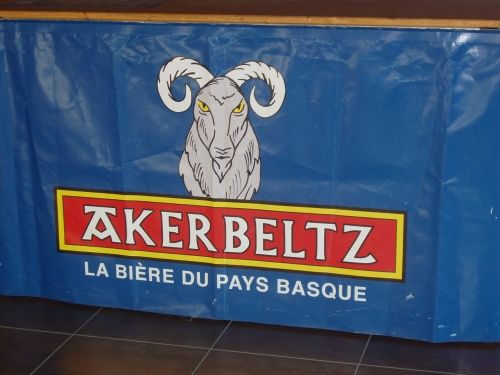 AKERBELTZ
LA BIÈRE DU PAYS BASQUE